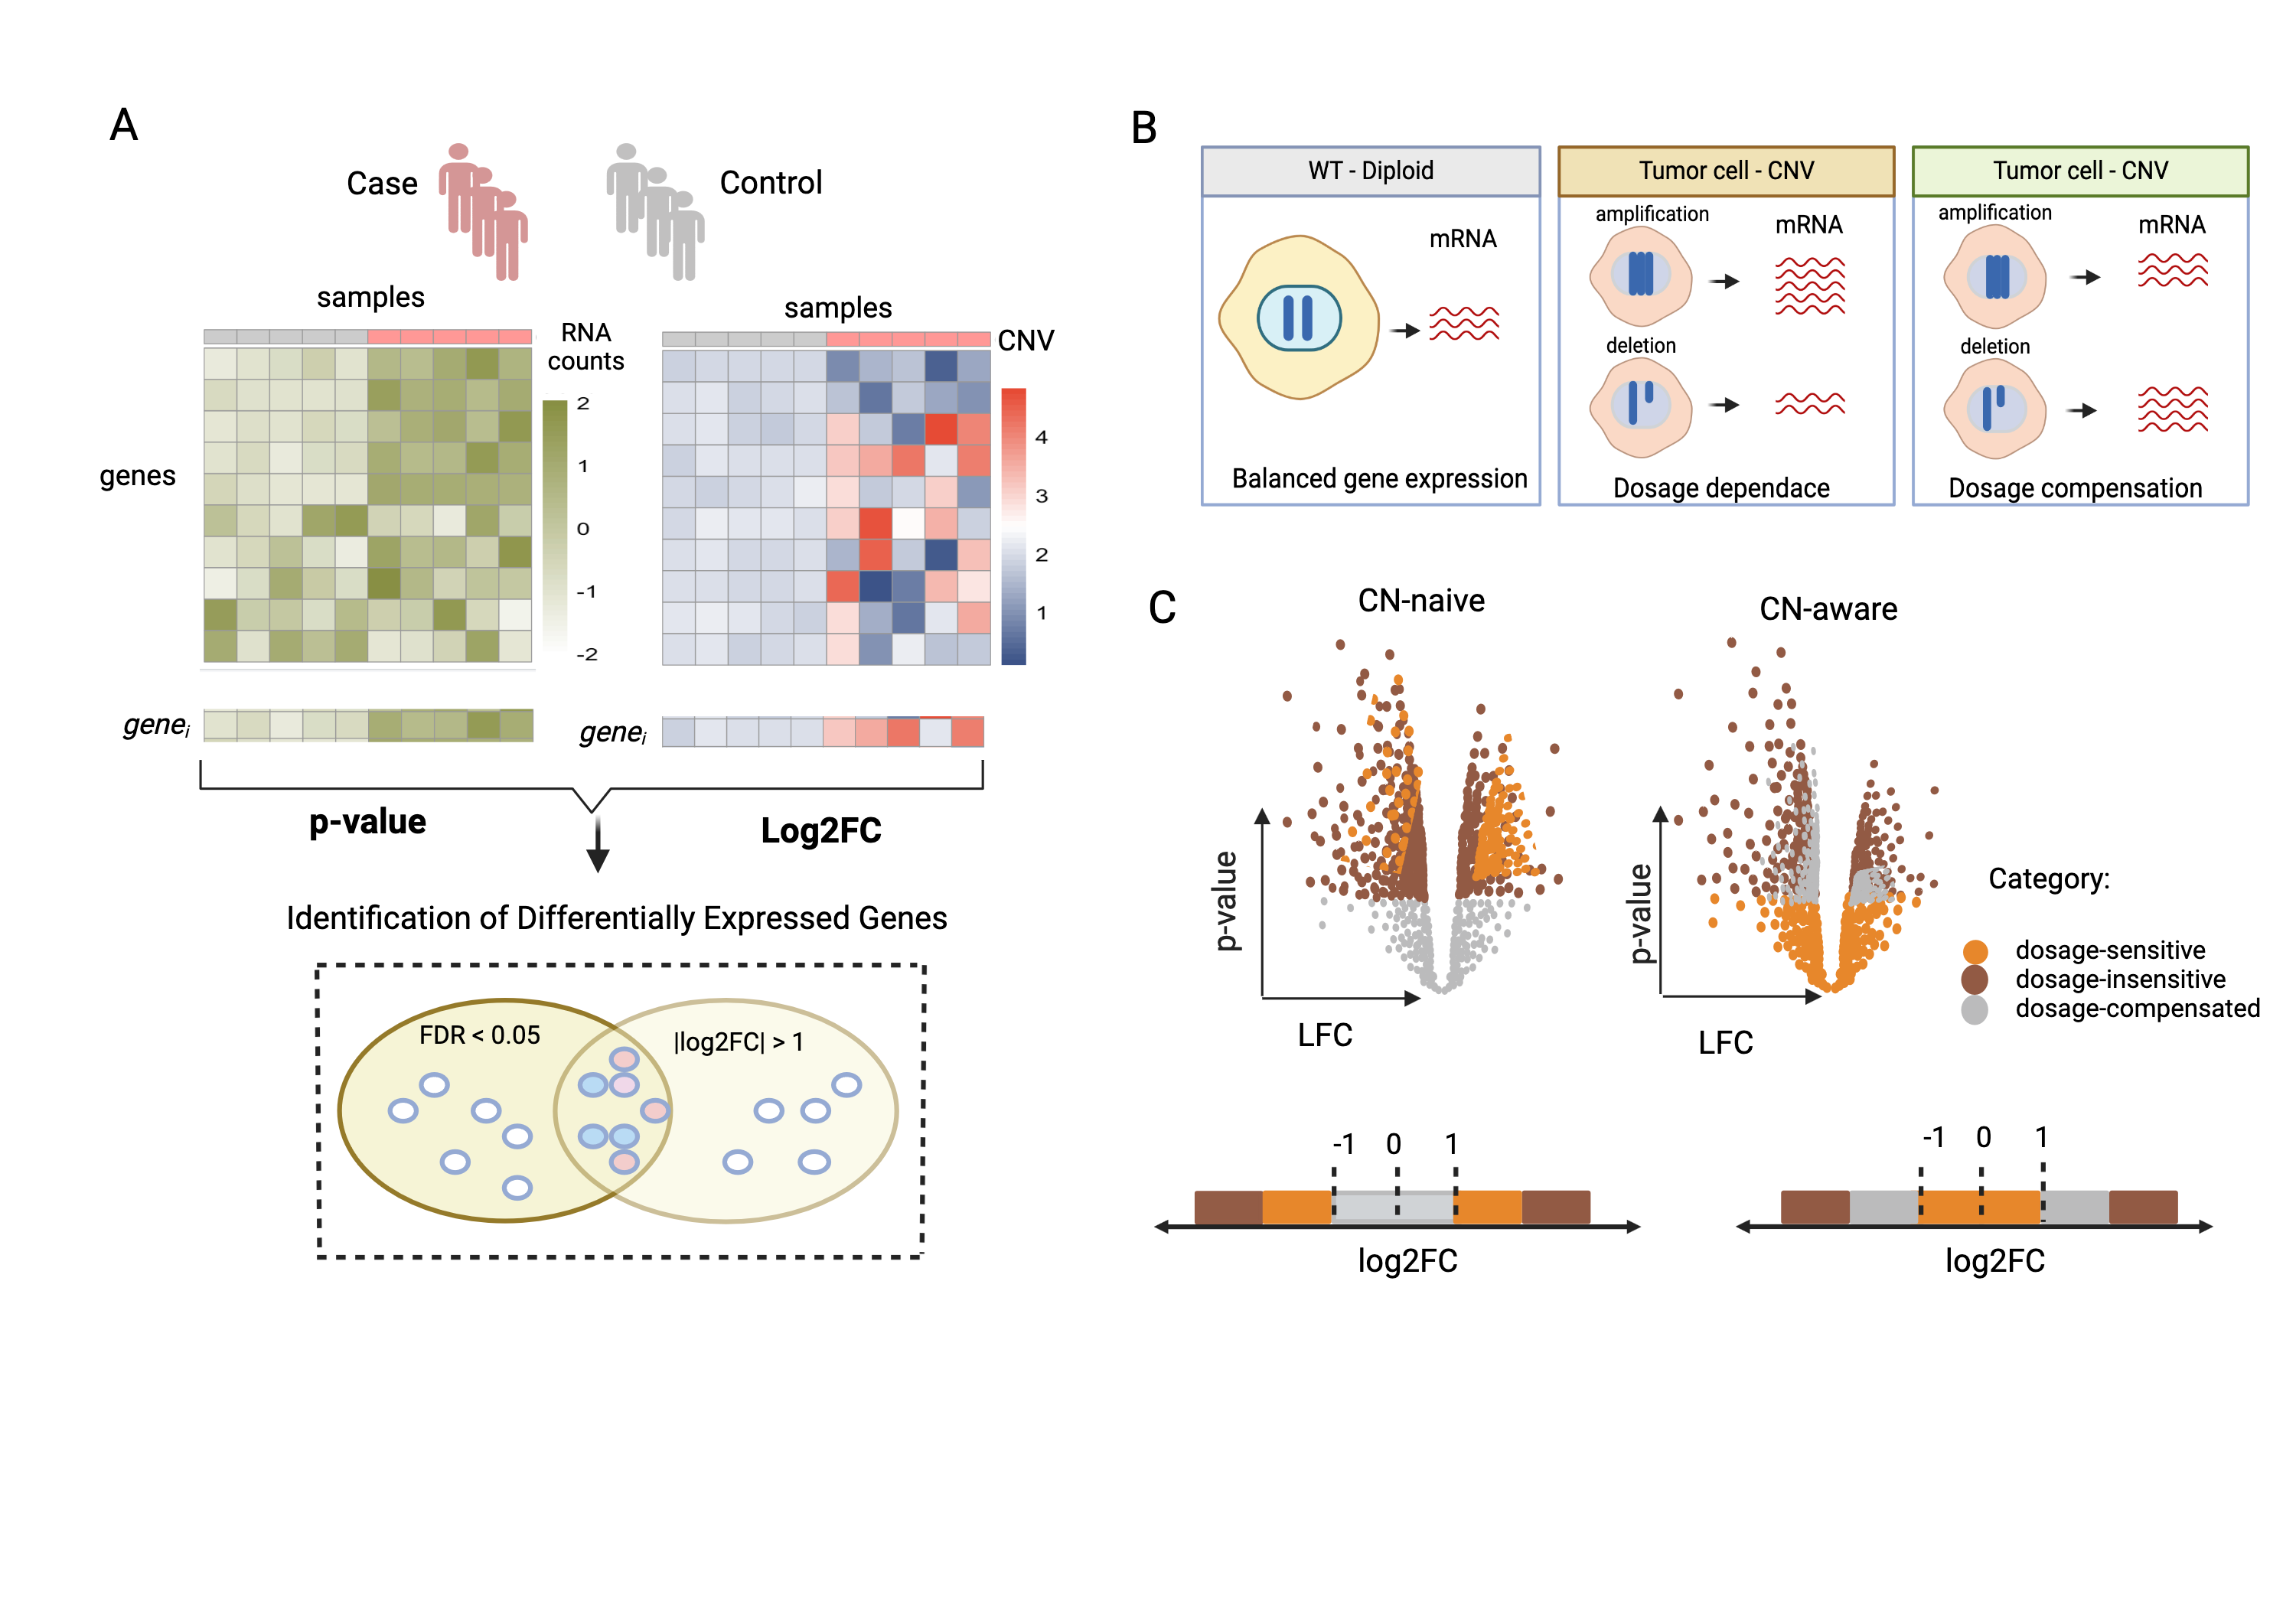 A
Case
Control
samples
RNA
counts
2
1
0
-1
-2
genes
samples
CNV
4
3
2
1
gene i
gene i
p-value
Log2FC
Identification of Differentially Expressed Genes
FDR < 0.05
|log2FC| > 1
B
WT - Diploid
mRNA
Balanced gene expression
Tumor cell - CNV
amplification
mRNA
deletion
Dosage dependace
Tumor cell - CNV
amplification
mRNA
deletion
Dosage compensation
C
CN-naive
p-value
LFC
CN-aware
p-value
LFC
Category:
dosage-sensitive
dosage-insensitive
dosage-compensated
-1 0 1
log2FC
-1 0 1
log2FC